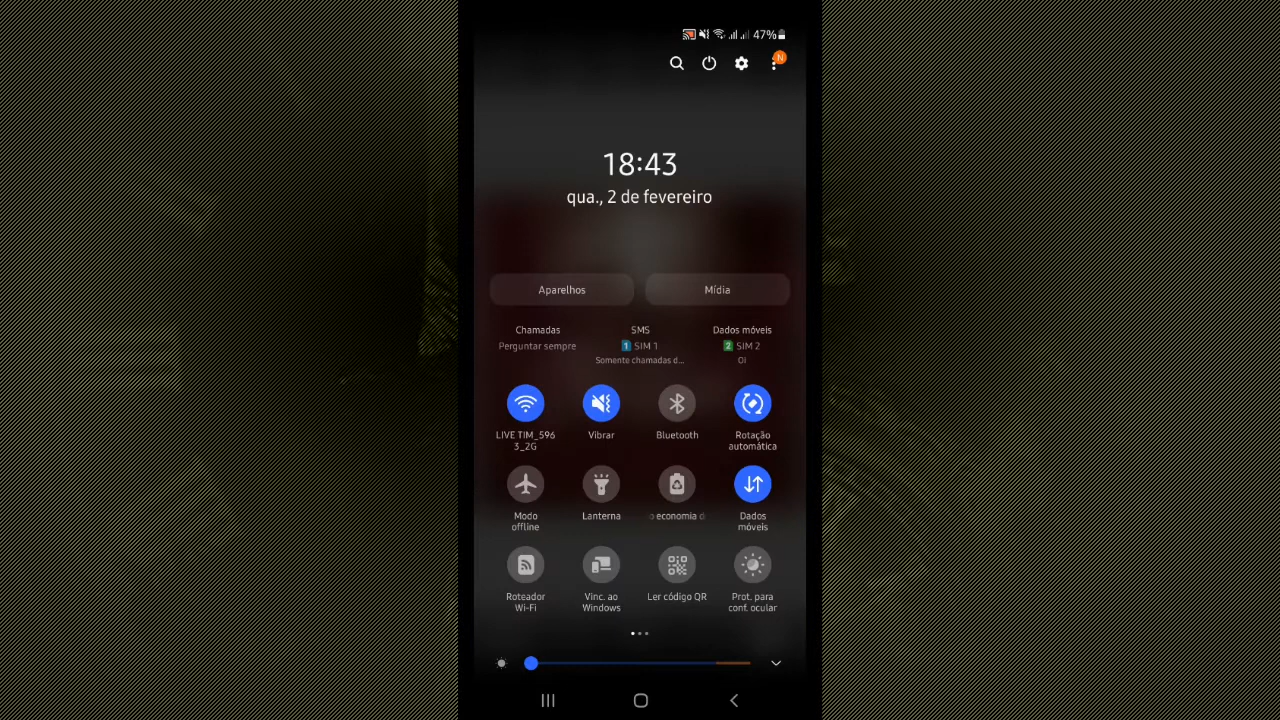 47%
N
18:43
qua., 2 de fevereiro
Aparelhos
Mídia
Chamadas
Perguntar sempre
SMS
1 SIM 1
Somente chamadas d...
Dados móveis
2 SIM 2
OI
LIVE TIM_596
3_2G
Vibrar
Bluetooth
Rotação
automática
Modo
offline
Lanterna
o economia d
Dados
móveis
Roteador
Wi-Fi
Vinc. ao
Windows
Ler código QR
Prot. para
conf. ocular